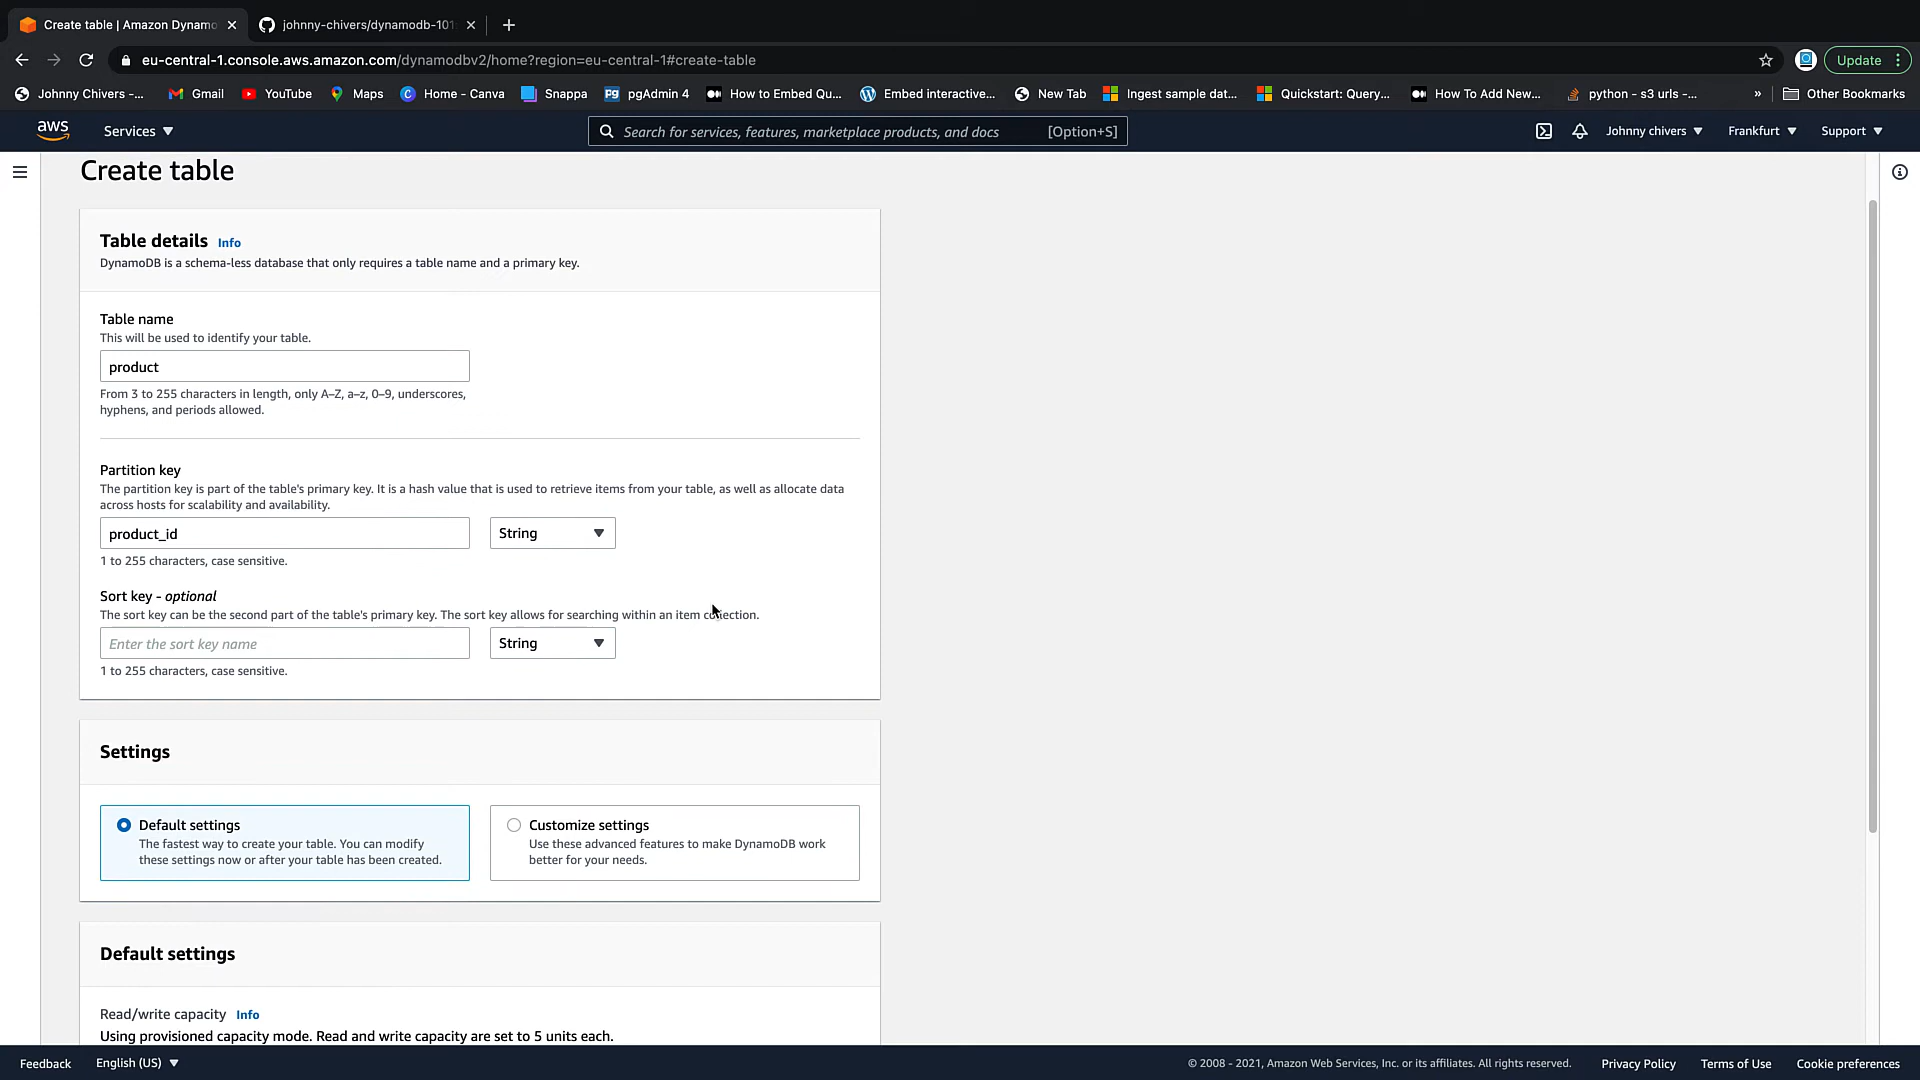 Create table | Amazon Dynamo
johnny-chivers/dynamodb-101
eu-central-1.console.aws.amazon.com/dynamodbv2/home?region=eu-central-1#create-table
Update
Johnny Chivers -...
Gmail
YouTube
Maps
Home - Canva
Snappa
pgAdmin 4
How to Embed Qu...
Embed interactive...
New Tab
Ingest sample dat...
Quickstart: Query,...
How To Add New...
python - s3 urls -...
»
Other Bookmarks
aws
Services
Search for services, features, marketplace products, and docs
[Option+S]
Johnny chivers
Frankfurt
Support
Create table
Table details Info
DynamoDB is a schema-less database that only requires a table name and a primary key.
Table name
This will be used to identify your table.
product
From 3 to 255 characters in length, only A–Z, a–z, 0–9, underscores,
hyphens, and periods allowed.
Partition key
The partition key is part of the table's primary key. It is a hash value that is used to retrieve items from your table, as well as allocate data
across hosts for scalability and availability.
product_id
String
1 to 255 characters, case sensitive.
Sort key - optional
The sort key can be the second part of the table's primary key. The sort key allows for searching within an item collection.
Enter the sort key name
String
1 to 255 characters, case sensitive.
Settings
Default settings
The fastest way to create your table. You can modify
these settings now or after your table has been created.
Customize settings
Use these advanced features to make DynamoDB work
better for your needs.
Default settings
Read/write capacity Info
Using provisioned capacity mode. Read and write capacity are set to 5 units each.
Feedback
English (US)
© 2008 - 2021, Amazon Web Services, Inc. or its affiliates. All rights reserved.
Privacy Policy
Terms of Use
Cookie preferences